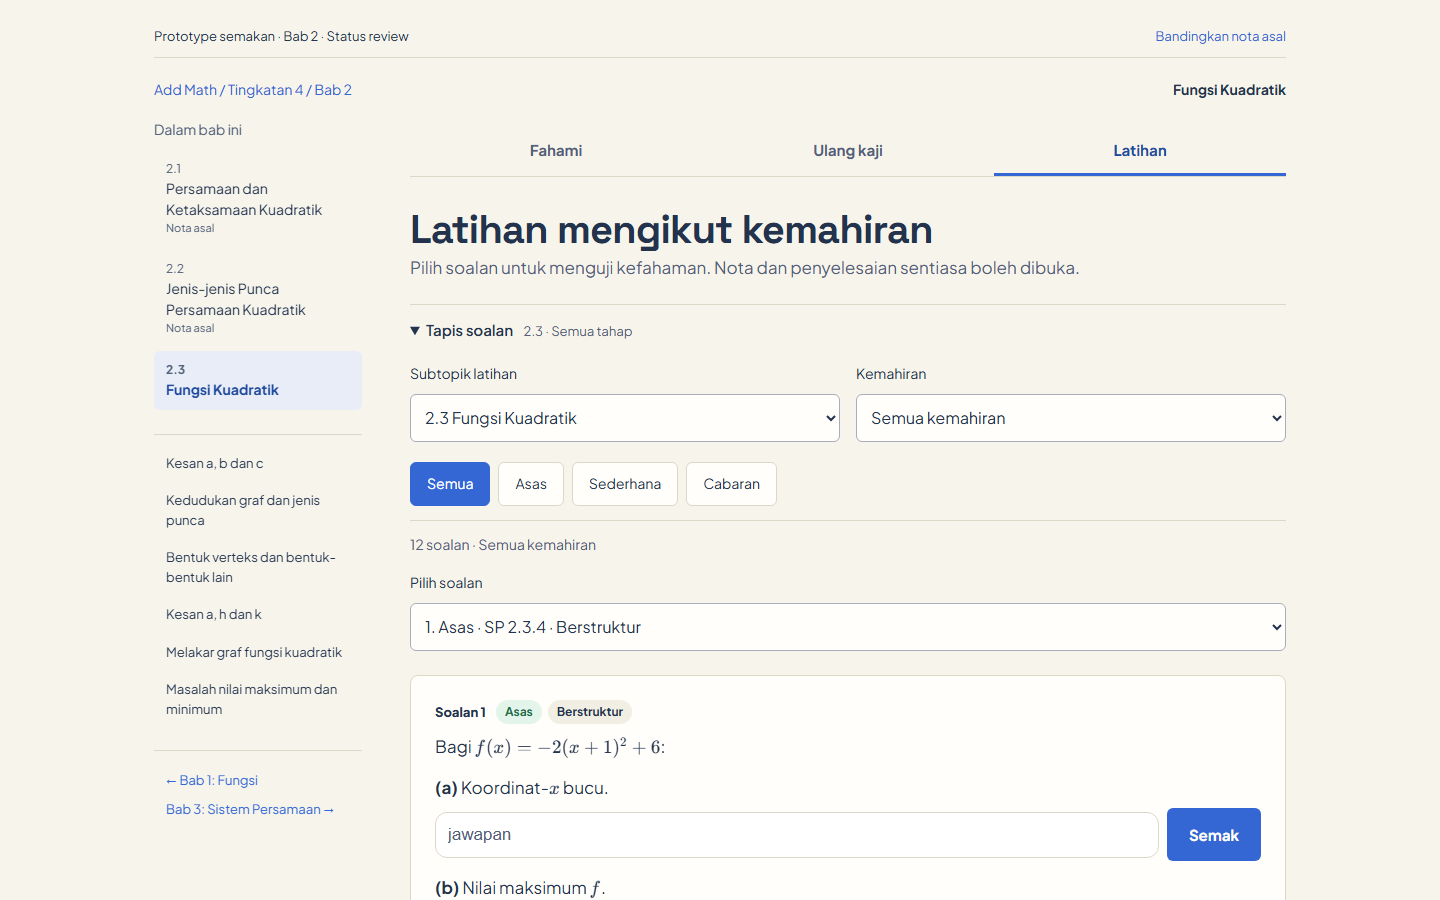 Prototype semakan · Bab 2 · Status review
Bandingkan nota asal
Add Math / Tingkatan 4 / Bab 2
Fungsi Kuadratik
Dalam bab ini
2.1
Persamaan dan
Ketaksamaan Kuadratik
Nota asal
2.2
Jenis-jenis Punca
Persamaan Kuadratik
Nota asal
2.3
Fungsi Kuadratik
Kesan a, b dan c
Kedudukan graf dan jenis
punca
Bentuk verteks dan bentuk-
bentuk lain
Kesan a, h dan k
Melakar graf fungsi kuadratik
Masalah nilai maksimum dan
minimum
← Bab 1: Fungsi
Bab 3: Sistem Persamaan →
Fahami
Ulang kaji
Latihan
Latihan mengikut kemahiran
Pilih soalan untuk menguji kefahaman. Nota dan penyelesaian sentiasa boleh dibuka.
▼ Tapis soalan 2.3 · Semua tahap
Subtopik latihan
Kemahiran
2.3 Fungsi Kuadratik
Semua kemahiran
Semua
Asas
Sederhana
Cabaran
12 soalan · Semua kemahiran
Pilih soalan
1. Asas · SP 2.3.4 · Berstruktur
Soalan 1 Asas Berstruktur
Bagi f(x) = −2(x + 1)² + 6:
(a) Koordinat-x bucu.
jawapan
Semak
(b) Nilai maksimum f.